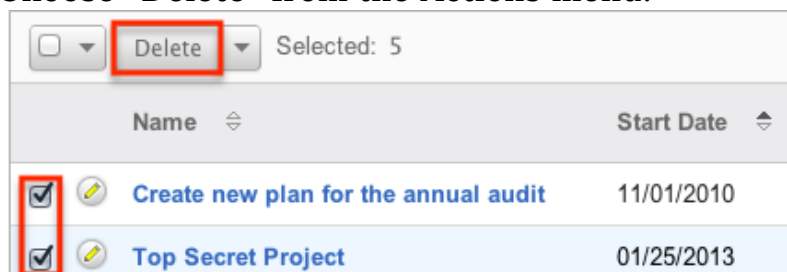 Choose "Delete" from the Actions menu.
Delete Selected: 5
Name Start Date
Create new plan for the annual audit 11/01/2010
Top Secret Project 01/25/2013